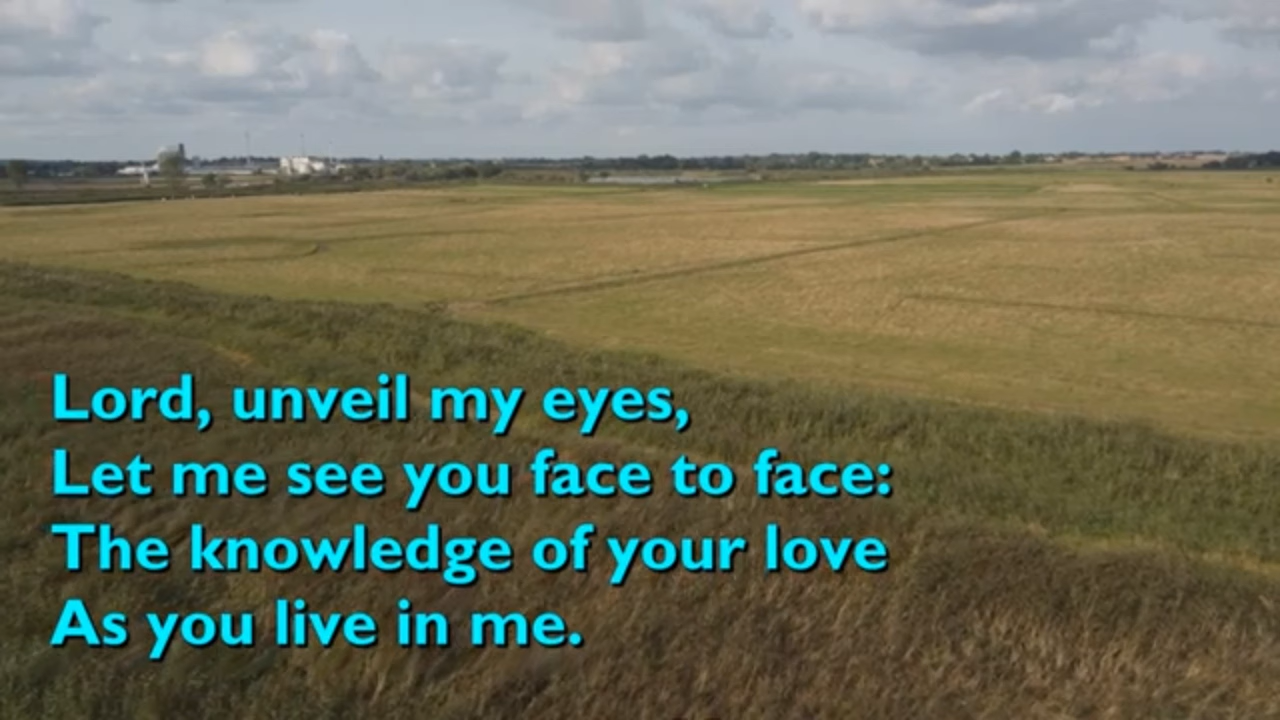 Lord, unveil my eyes,
Let me see you face to face:
The knowledge of your love
As you live in me.